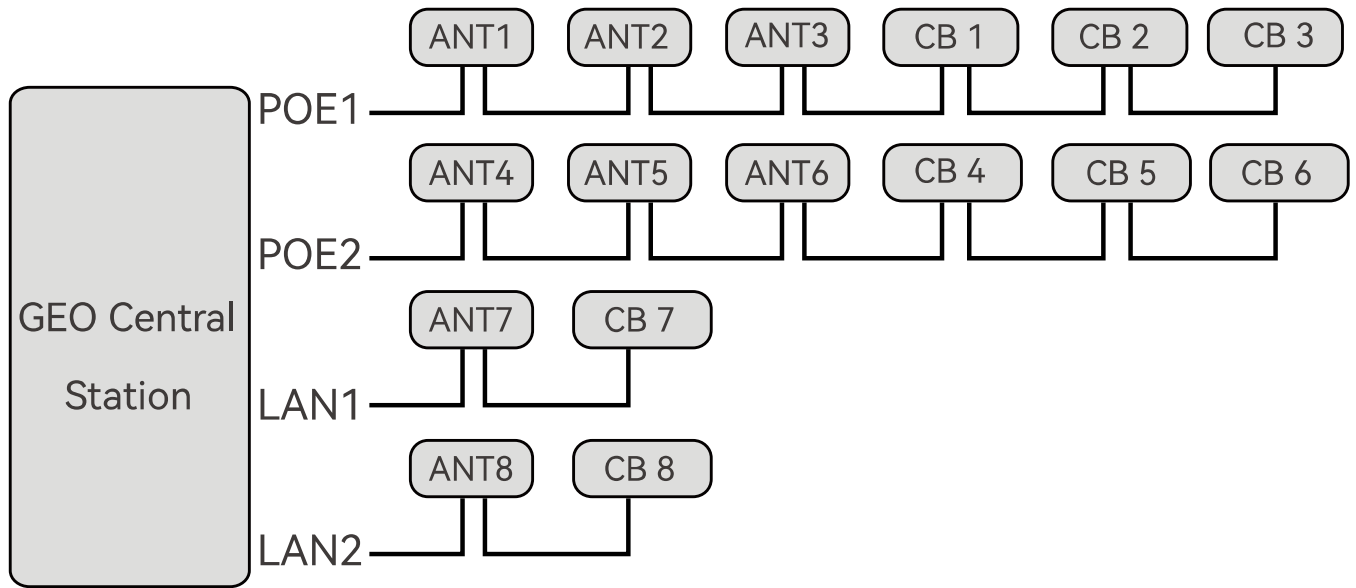 ANT1 ANT2 ANT3 CB 1 CB 2 CB 3
POE1
ANT4 ANT5 ANT6 CB 4 CB 5 CB 6
POE2
GEO Central
Station
ANT7 CB 7
LAN1
ANT8 CB 8
LAN2